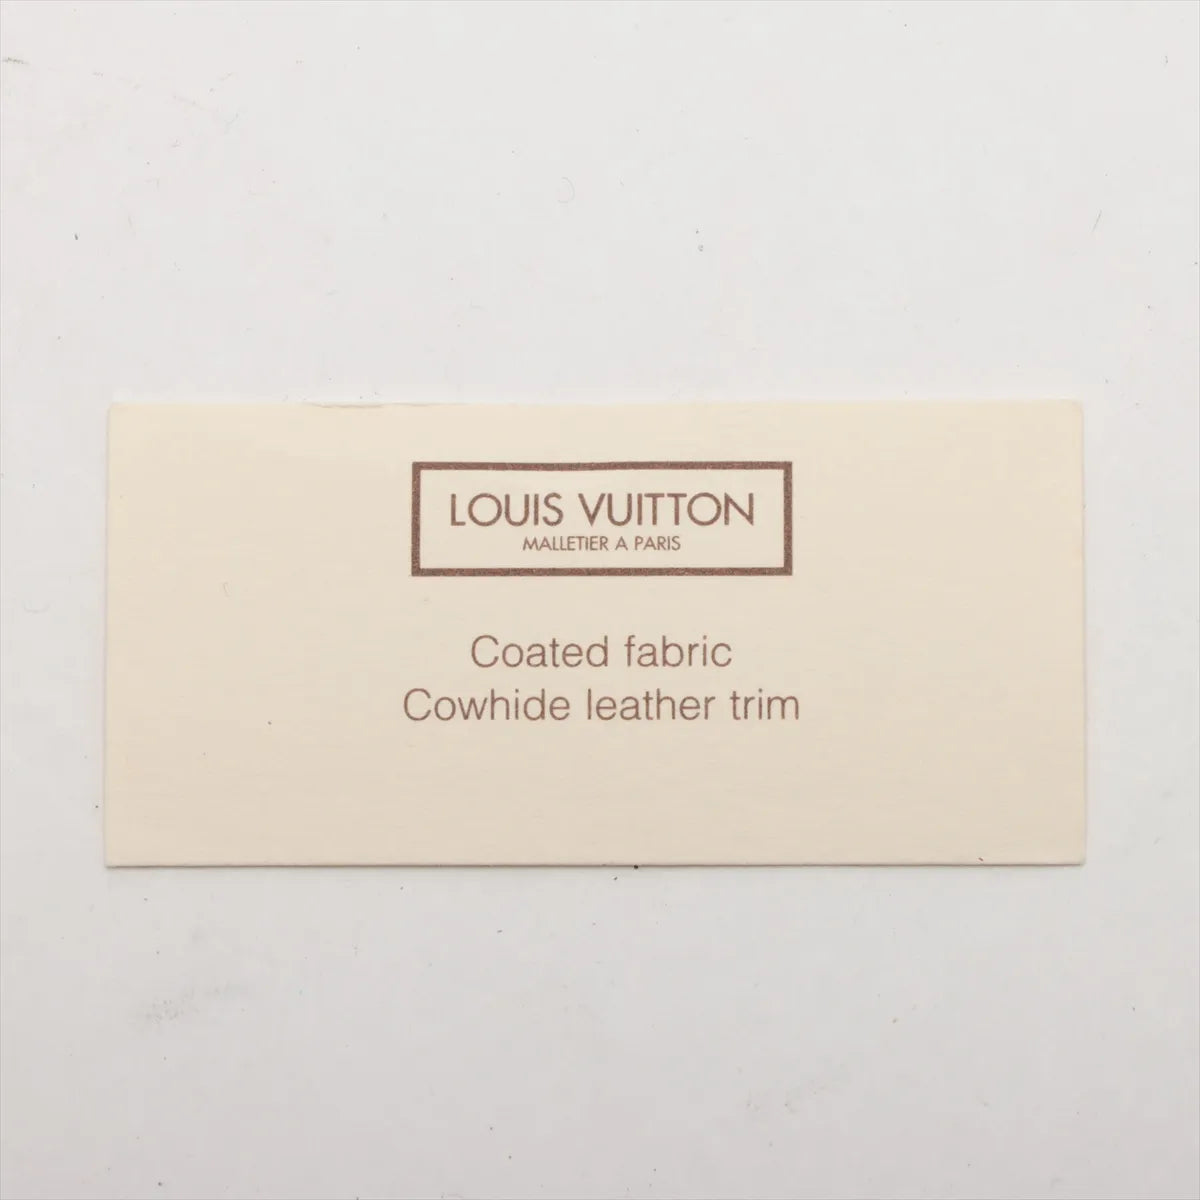 LOUIS VUITTON
MALLETIER A PARIS
Coated fabric
Cowhide leather trim